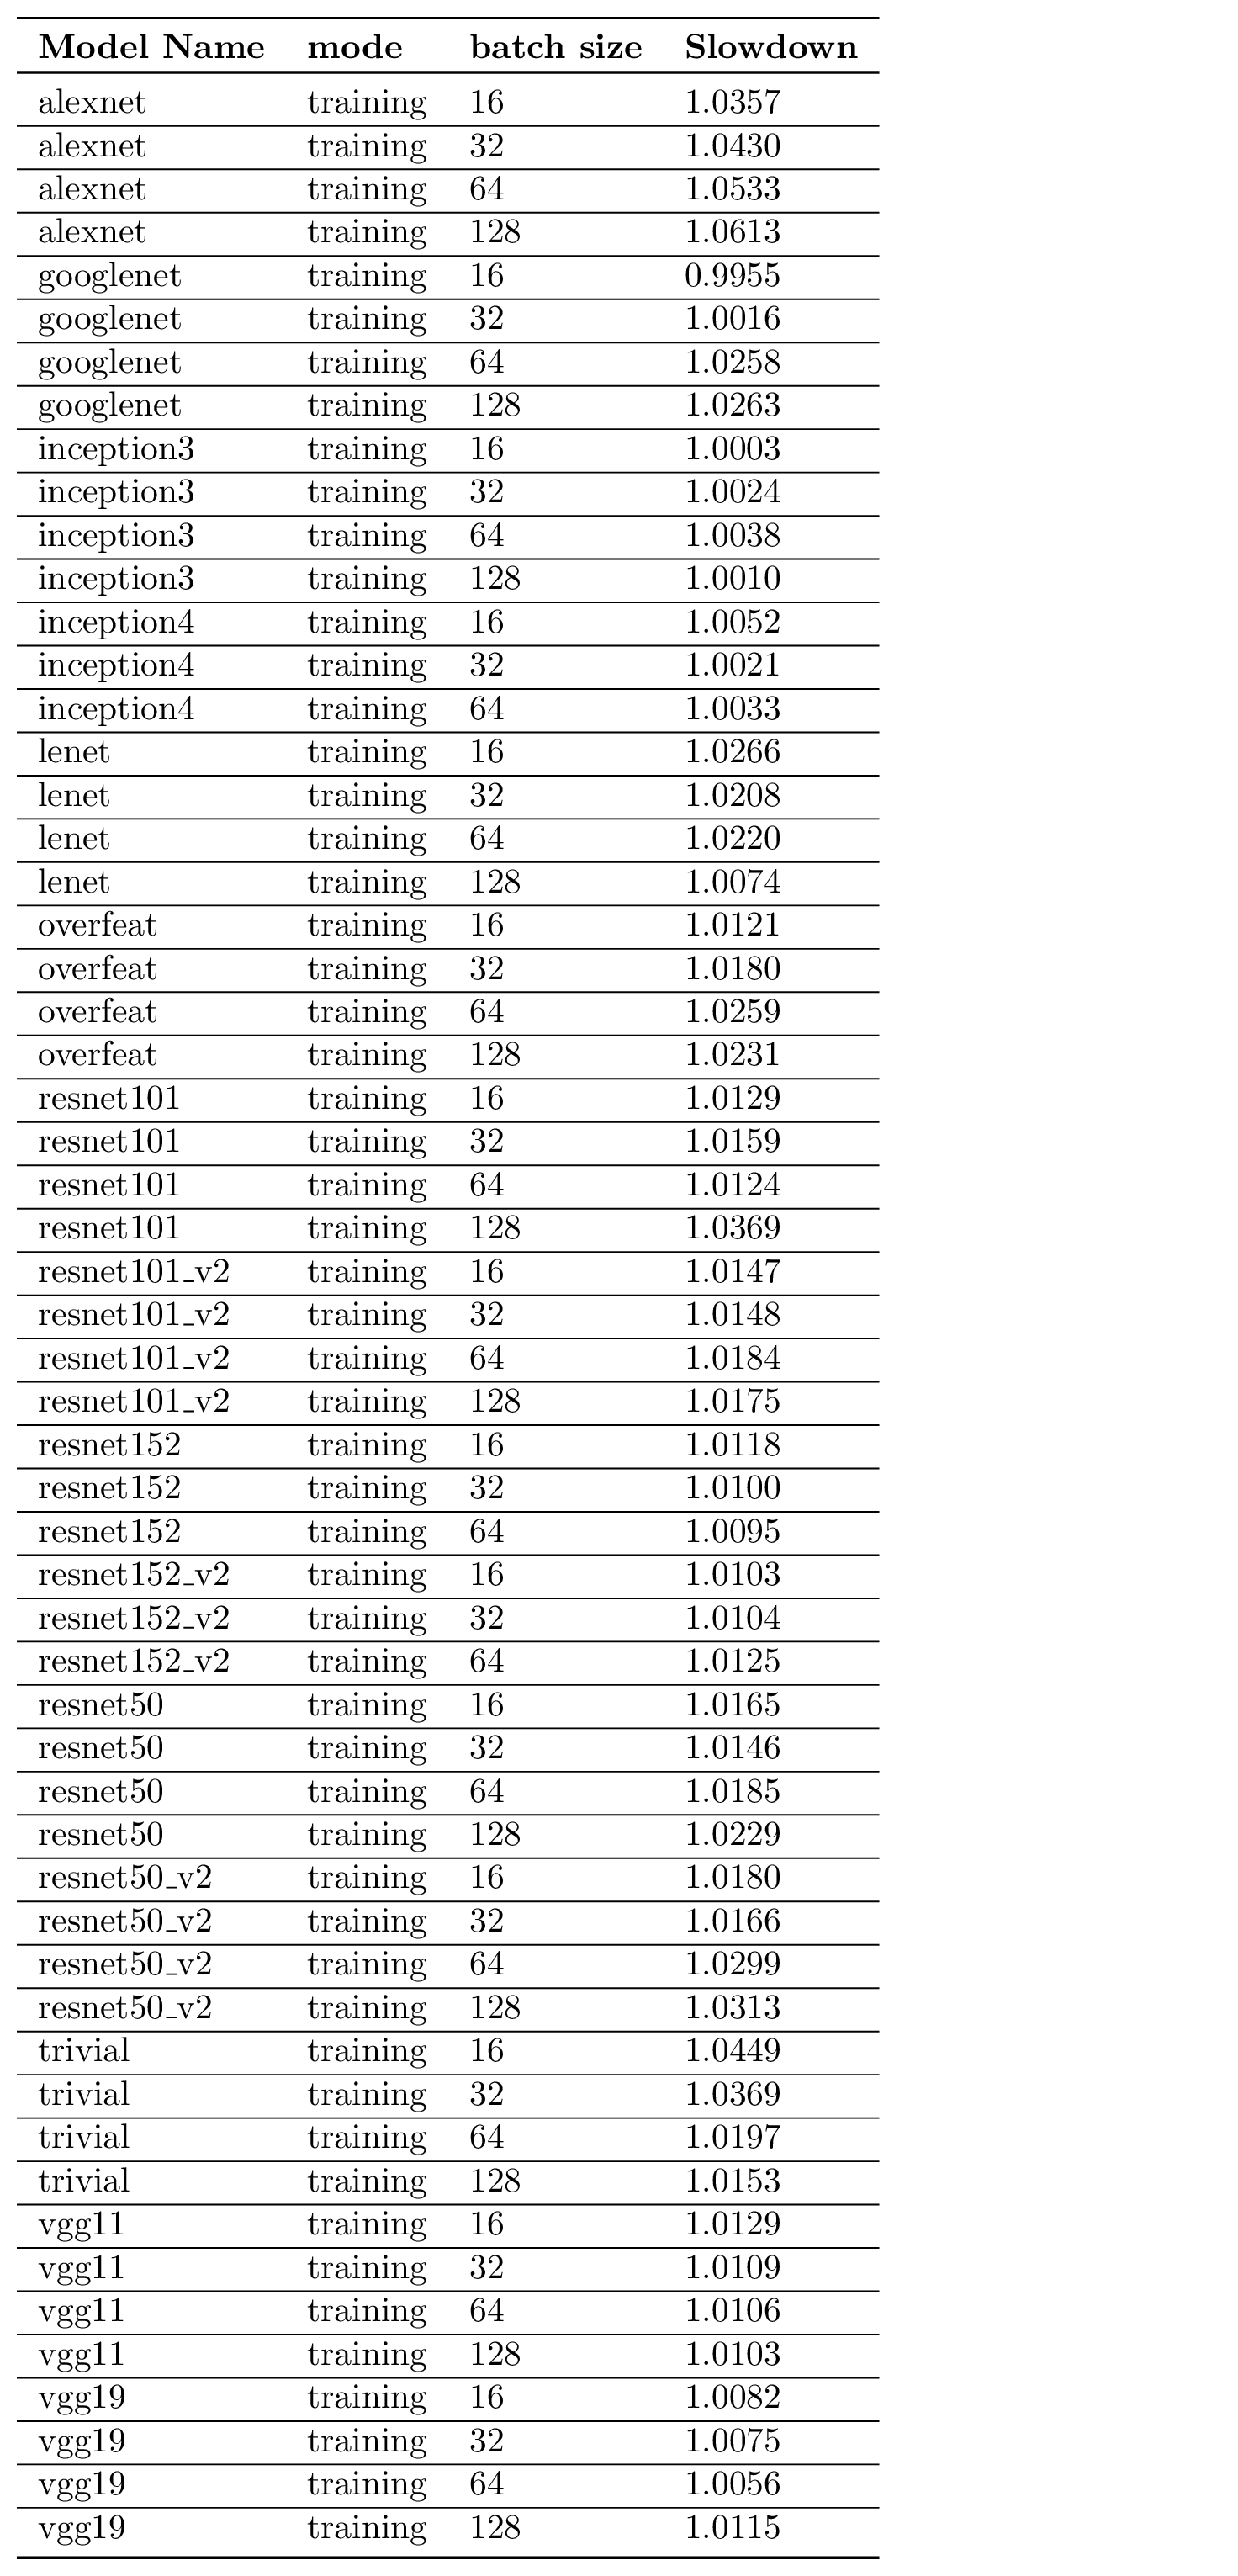 Model Name mode batch size Slowdown
alexnet training 16 1.0357
alexnet training 32 1.0430
alexnet training 64 1.0533
alexnet training 128 1.0613
googlenet training 16 0.9955
googlenet training 32 1.0016
googlenet training 64 1.0258
googlenet training 128 1.0263
inception3 training 16 1.0003
inception3 training 32 1.0024
inception3 training 64 1.0038
inception3 training 128 1.0010
inception4 training 16 1.0052
inception4 training 32 1.0021
inception4 training 64 1.0033
lenet training 16 1.0266
lenet training 32 1.0208
lenet training 64 1.0220
lenet training 128 1.0074
overfeat training 16 1.0121
overfeat training 32 1.0180
overfeat training 64 1.0259
overfeat training 128 1.0231
resnet101 training 16 1.0129
resnet101 training 32 1.0159
resnet101 training 64 1.0124
resnet101 training 128 1.0369
resnet101_v2 training 16 1.0147
resnet101_v2 training 32 1.0148
resnet101_v2 training 64 1.0184
resnet101_v2 training 128 1.0175
resnet152 training 16 1.0118
resnet152 training 32 1.0100
resnet152 training 64 1.0095
resnet152_v2 training 16 1.0103
resnet152_v2 training 32 1.0104
resnet152_v2 training 64 1.0125
resnet50 training 16 1.0165
resnet50 training 32 1.0146
resnet50 training 64 1.0185
resnet50 training 128 1.0229
resnet50_v2 training 16 1.0180
resnet50_v2 training 32 1.0166
resnet50_v2 training 64 1.0299
resnet50_v2 training 128 1.0313
trivial training 16 1.0449
trivial training 32 1.0369
trivial training 64 1.0197
trivial training 128 1.0153
vgg11 training 16 1.0129
vgg11 training 32 1.0109
vgg11 training 64 1.0106
vgg11 training 128 1.0103
vgg19 training 16 1.0082
vgg19 training 32 1.0075
vgg19 training 64 1.0056
vgg19 training 128 1.0115